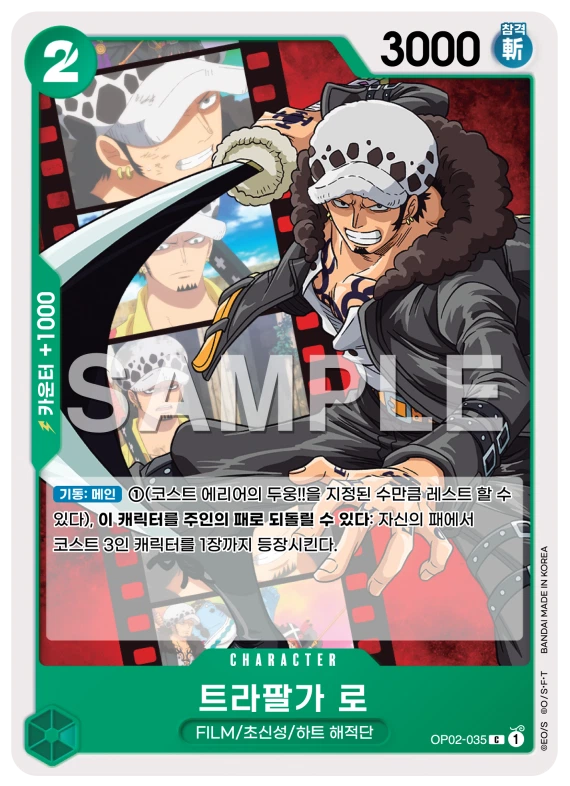 2
3000
참격
斬
카운터 +1000
SAMPLE
기동: 메인 ①(코스트 에리어의 두웅!!을 지정된 수만큼 레스트 할 수
있다), 이 캐릭터를 주인의 패로 되돌릴 수 있다: 자신의 패에서
코스트 3인 캐릭터를 1장까지 등장시킨다.
CHARACTER
트라팔가 로
FILM/초신성/하트 해적단
OP02-035 C 1
©EO/S ©O/S·F·T BANDAI MADE IN KOREA